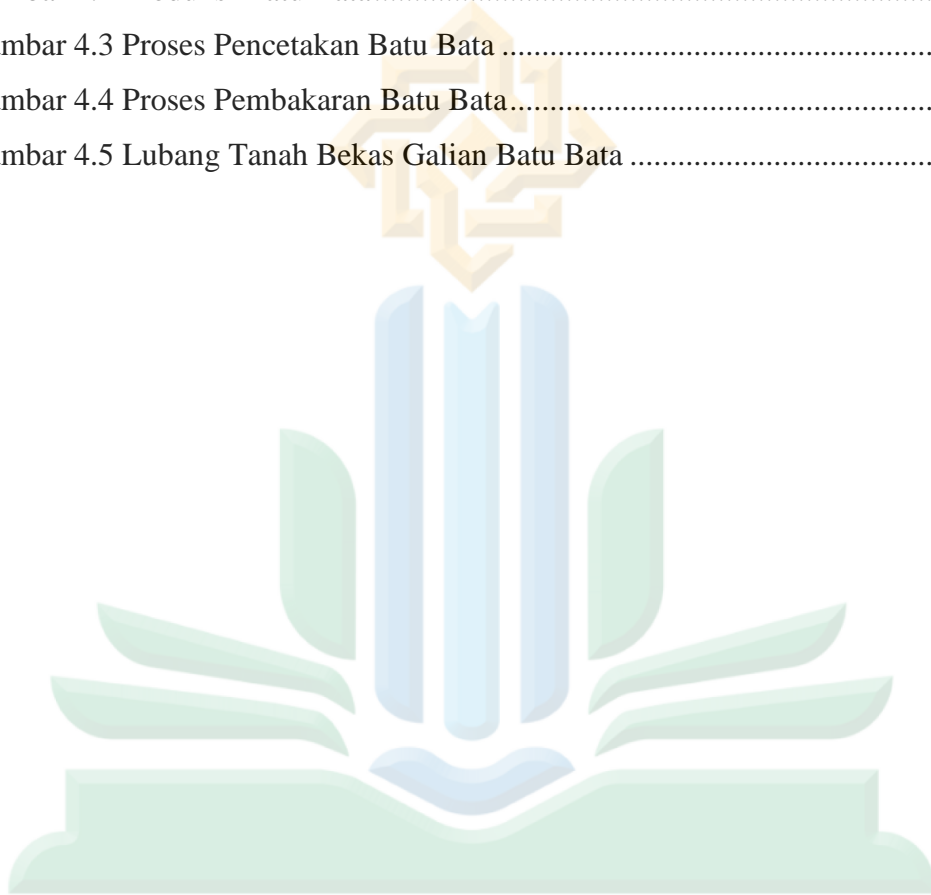 mbar 4.3 Proses Pencetakan Batu Bata ......................................................
mbar 4.4 Proses Pembakaran Batu Bata.....................................................
mbar 4.5 Lubang Tanah Bekas Galian Batu Bata ......................................